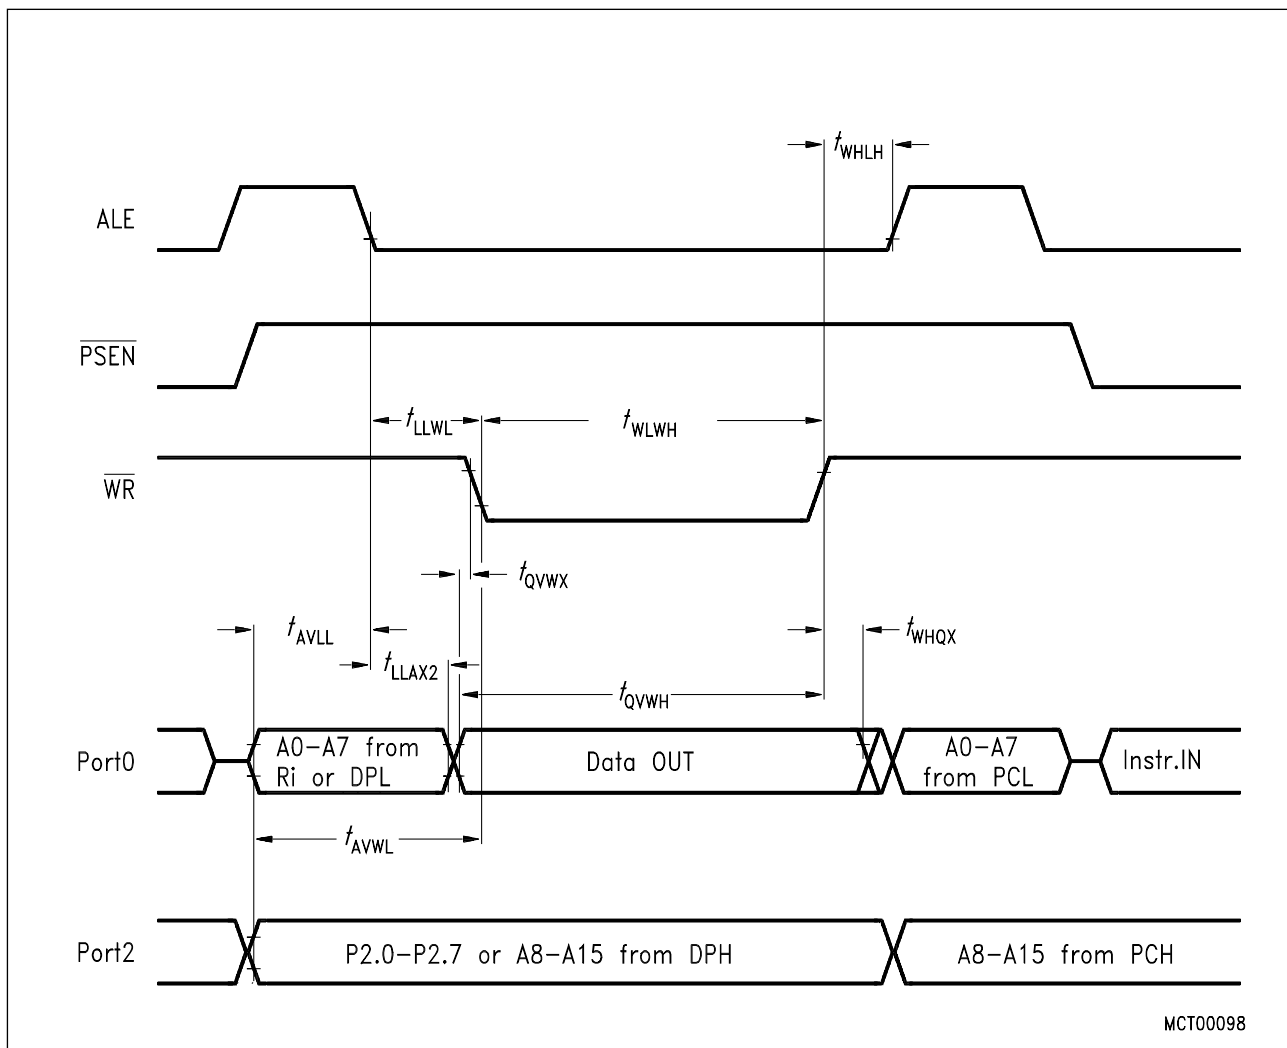 tWHLH
ALE
PSEN
tLLWL
tWLWH
WR
tQVWX
tAVLL
tWHQX
tLLAX2
tQVWH
Port0
A0-A7 from
Ri or DPL
Data OUT
A0-A7
from PCL
Instr.IN
tAVWL
Port2
P2.0-P2.7 or A8-A15 from DPH
A8-A15 from PCH
MCT00098